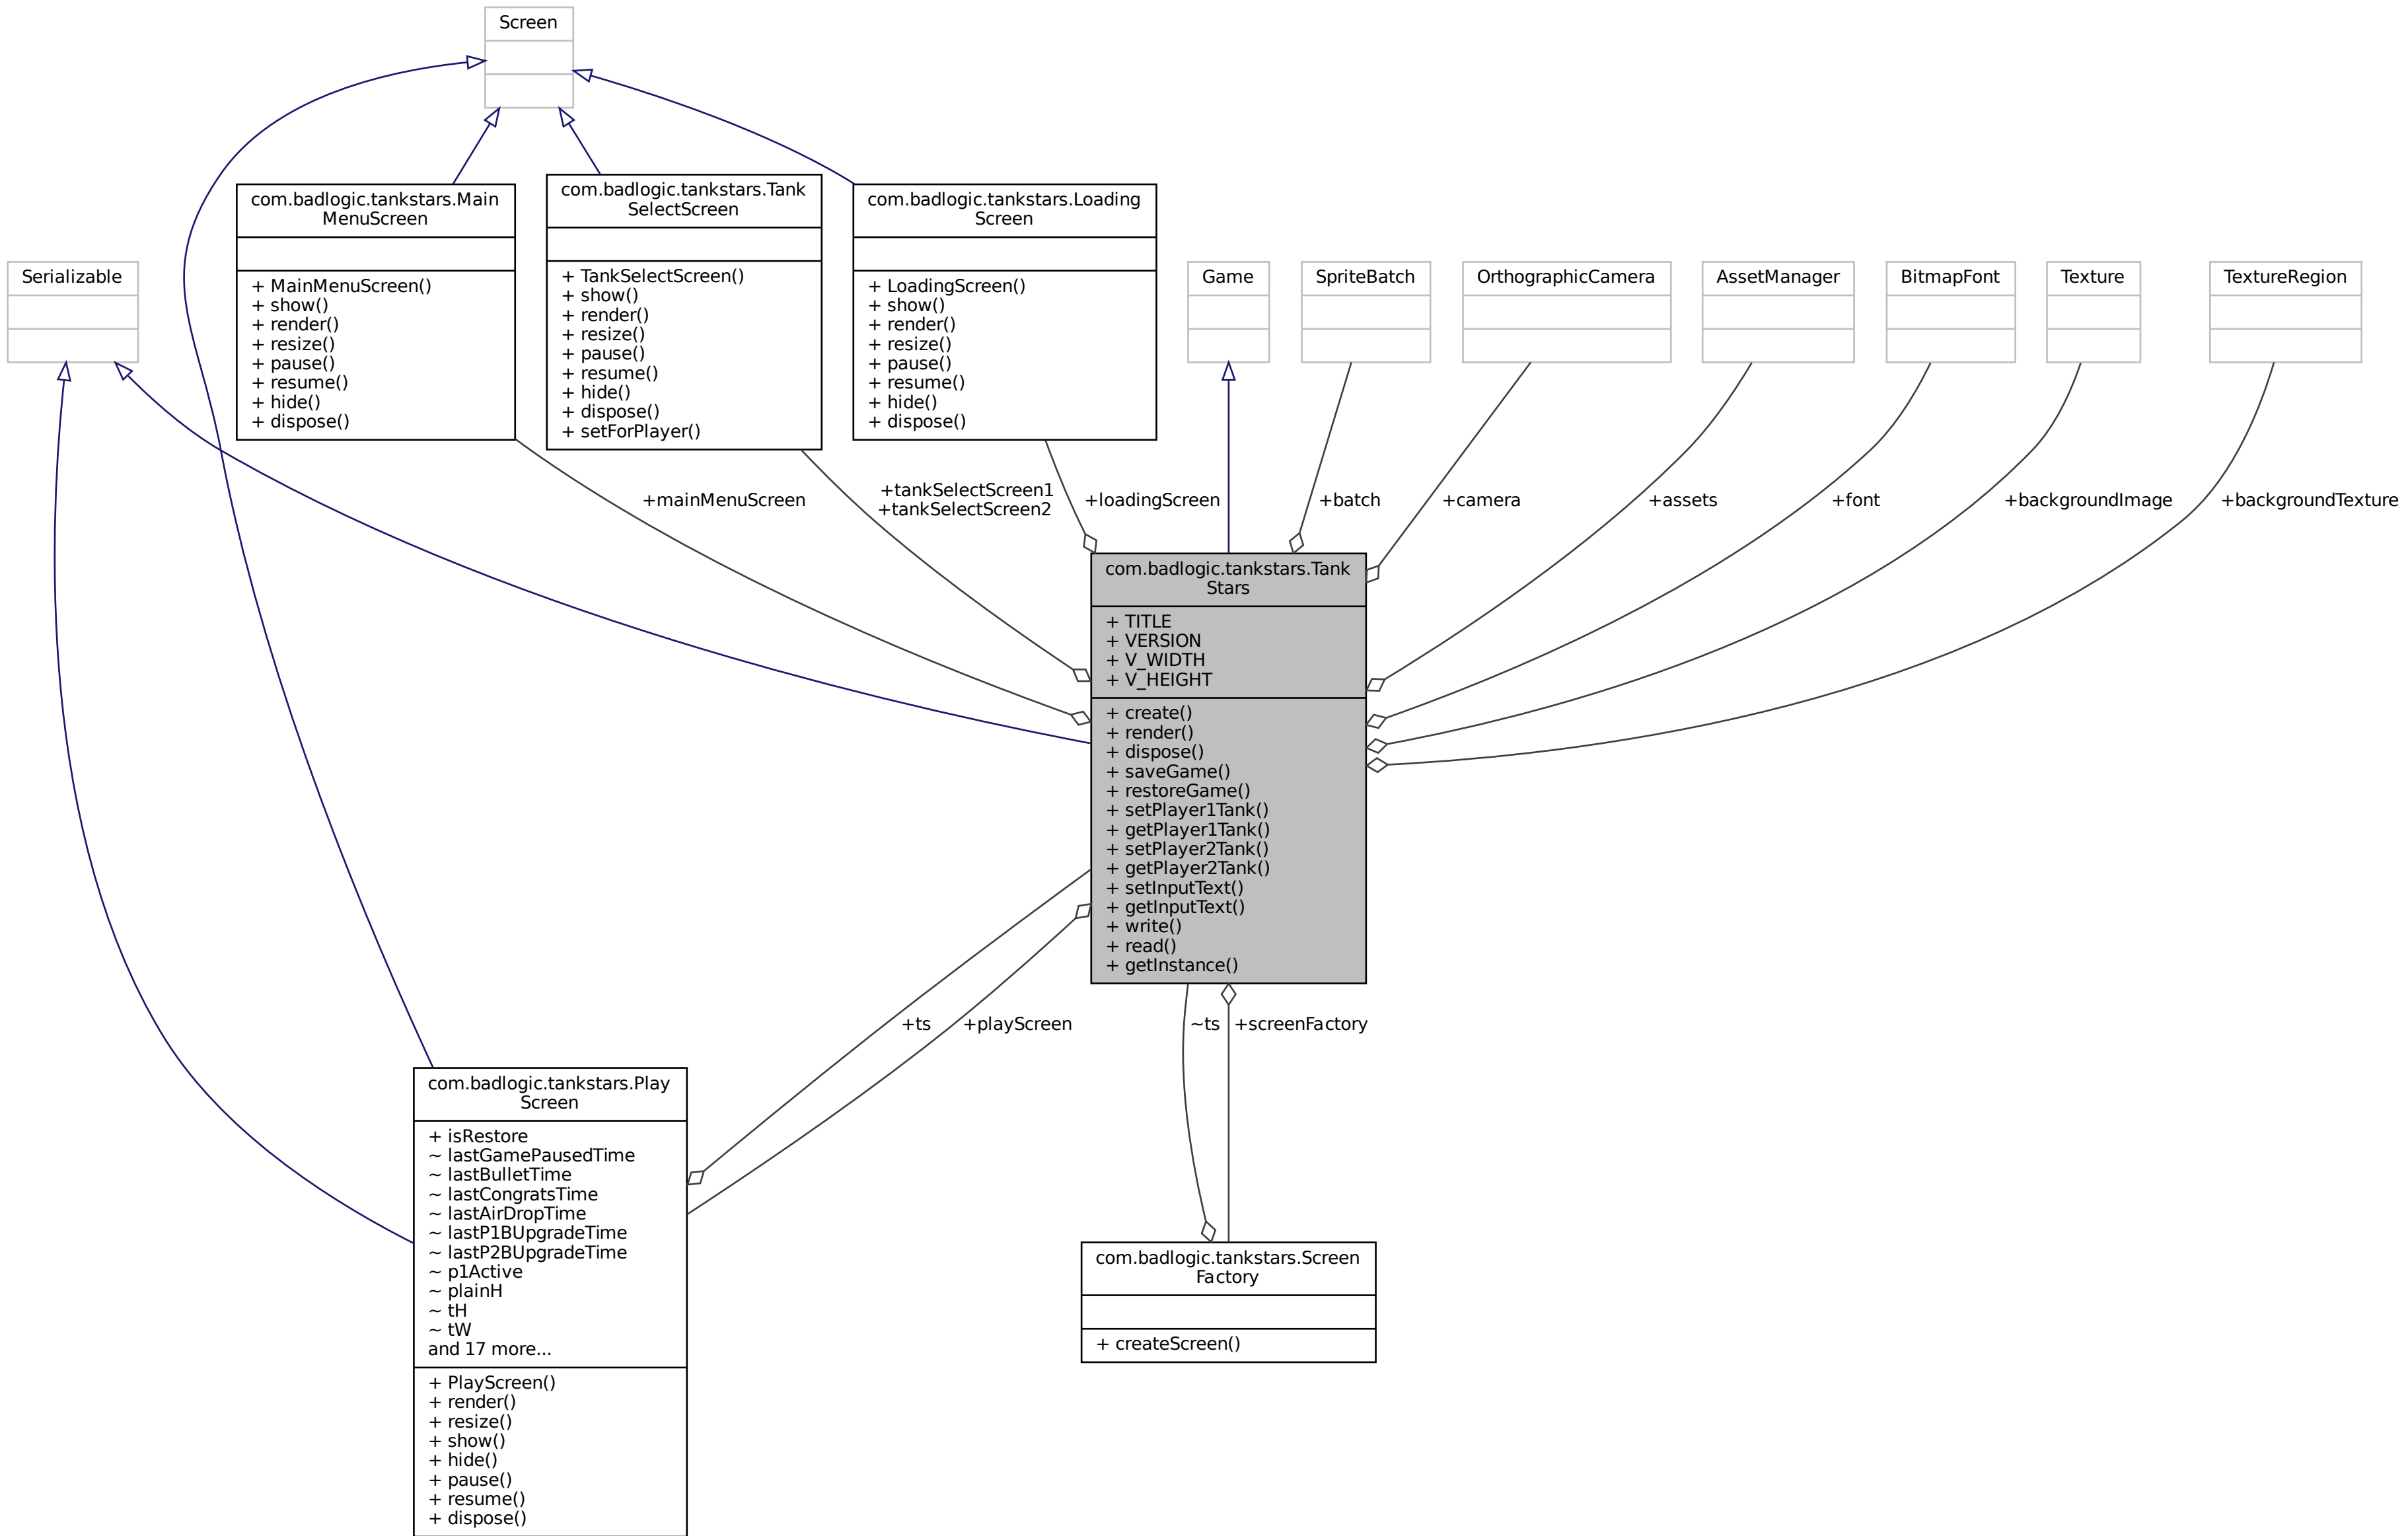 Screen
com.badlogic.tankstars.Main
MenuScreen
+ MainMenuScreen()
+ show()
+ render()
+ resize()
+ pause()
+ resume()
+ hide()
+ dispose()
com.badlogic.tankstars.Tank
SelectScreen
+ TankSelectScreen()
+ show()
+ render()
+ resize()
+ pause()
+ resume()
+ hide()
+ dispose()
+ setForPlayer()
com.badlogic.tankstars.Loading
Screen
+ LoadingScreen()
+ show()
+ render()
+ resize()
+ pause()
+ resume()
+ hide()
+ dispose()
Serializable
Game
SpriteBatch
OrthographicCamera
AssetManager
BitmapFont
Texture
TextureRegion
+mainMenuScreen
+tankSelectScreen1
+tankSelectScreen2
+loadingScreen
+batch
+camera
+assets
+font
+backgroundImage
+backgroundTexture
com.badlogic.tankstars.Tank
Stars
+ TITLE
+ VERSION
+ V_WIDTH
+ V_HEIGHT
+ create()
+ render()
+ dispose()
+ saveGame()
+ restoreGame()
+ setPlayer1Tank()
+ getPlayer1Tank()
+ setPlayer2Tank()
+ getPlayer2Tank()
+ setInputText()
+ getInputText()
+ write()
+ read()
+ getInstance()
+ts
+playScreen
~ts
+screenFactory
com.badlogic.tankstars.Play
Screen
+ isRestore
~ lastGamePausedTime
~ lastBulletTime
~ lastCongratsTime
~ lastAirDropTime
~ lastP1BUpgradeTime
~ lastP2BUpgradeTime
~ p1Active
~ plainH
~ tH
~ tW
and 17 more...
+ PlayScreen()
+ render()
+ resize()
+ show()
+ hide()
+ pause()
+ resume()
+ dispose()
com.badlogic.tankstars.Screen
Factory
+ createScreen()